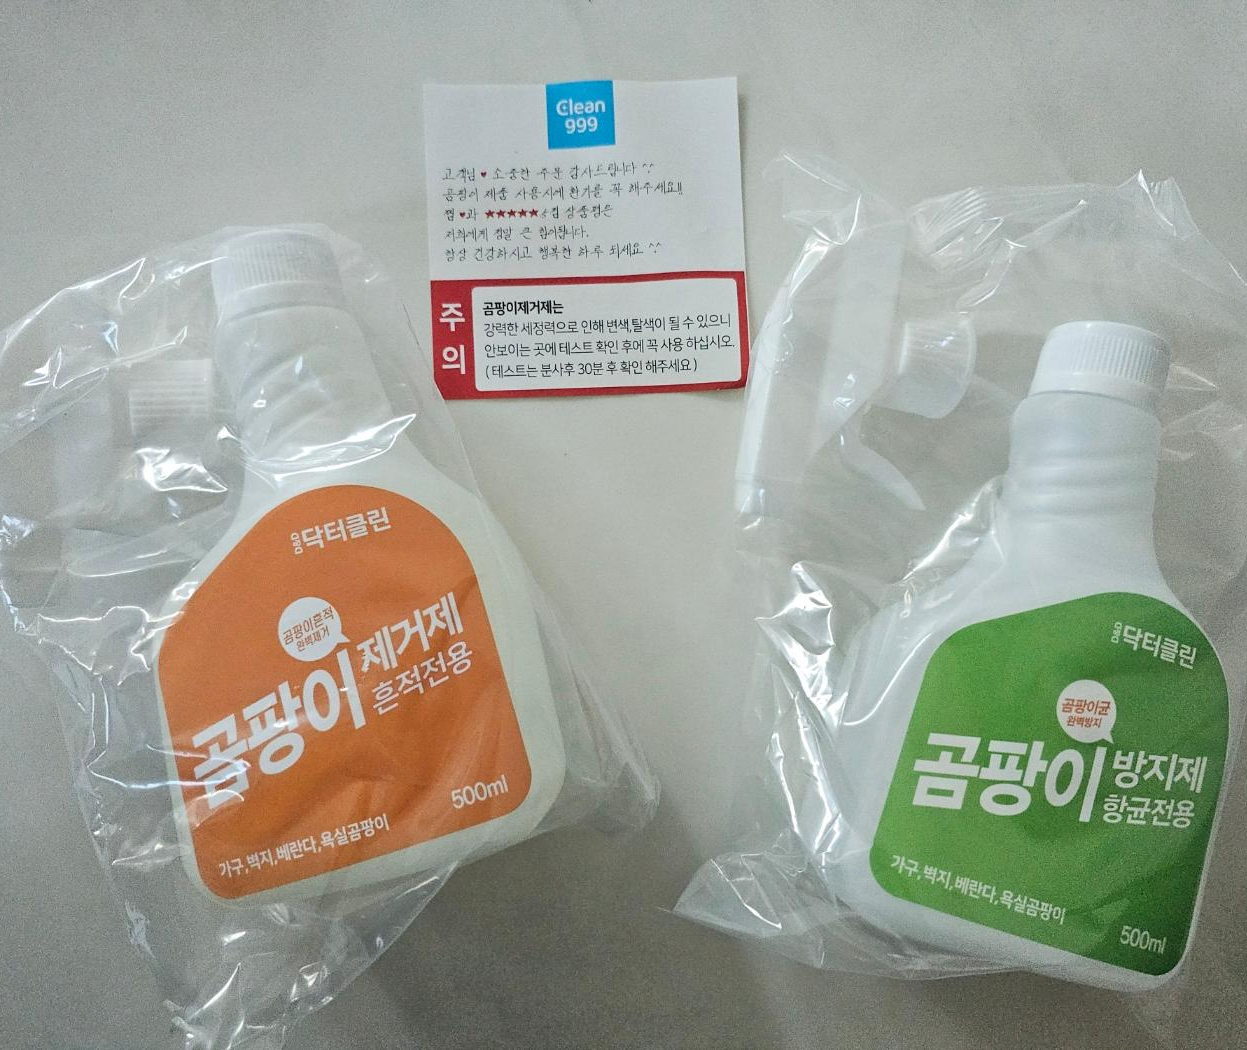 Clean
999
고객님 ♥ 소중한 주문 감사드립니다 ^^
곰팡이 제품 사용시에 환기를 꼭 해주세요!!
찜 ♥과 ★★★★★ 상품평은
저희에게 정말 큰 힘이됩니다.
항상 건강하시고 행복한 하루 되세요 ^^
주의
곰팡이제거제는
강력한 세정력으로 인해 변색,탈색이 될 수 있으니
안보이는 곳에 테스트 확인 후에 꼭 사용 하십시오.
( 테스트는 분사후 30분 후 확인 해주세요 )
닥터클린
곰팡이흔적
완벽제거
곰팡이 제거제
흔적전용
500ml
가구,벽지,베란다,욕실곰팡이
닥터클린
곰팡이균
완벽방지
곰팡이 방지제
항균전용
가구,벽지,베란다,욕실곰팡이
500ml